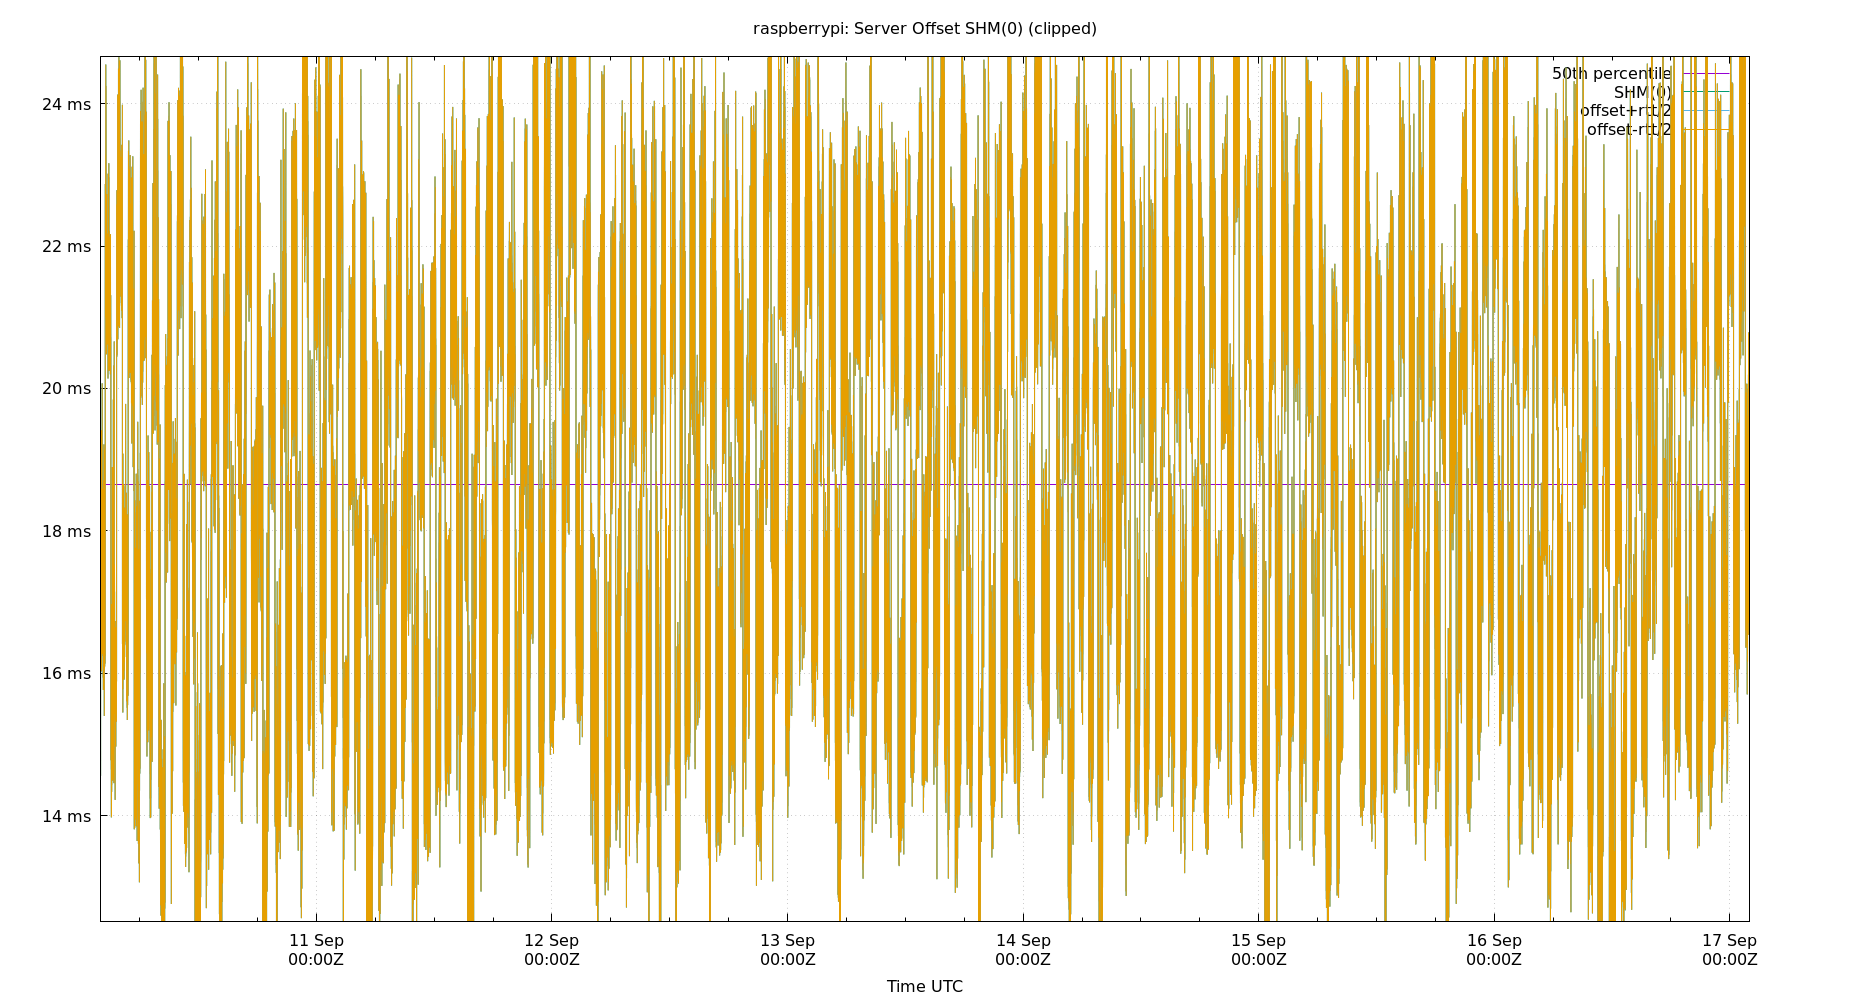 raspberrypi: Server Offset SHM(0) (clipped)
50th percentile
SHM(0)
offset+rtt/2
offset-rtt/2
24 ms
22 ms
20 ms
18 ms
16 ms
14 ms
11 Sep 12 Sep 13 Sep 14 Sep 15 Sep 16 Sep 17 Sep
00:00Z 00:00Z 00:00Z 00:00Z 00:00Z 00:00Z 00:00Z
Time UTC